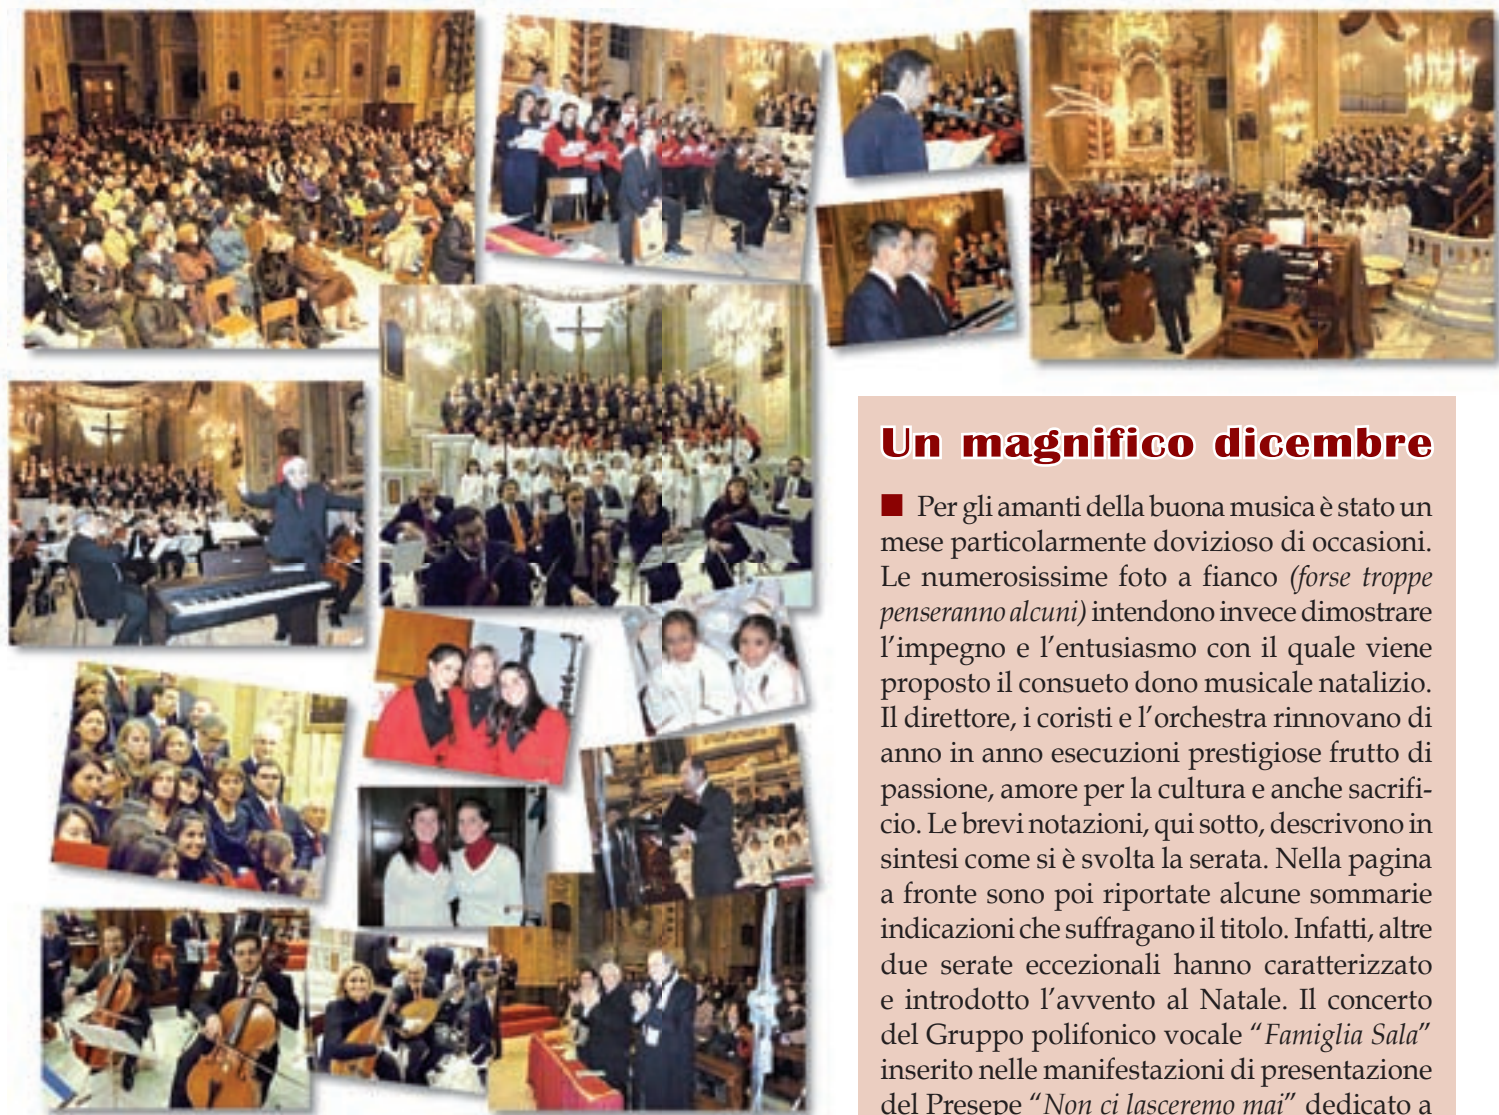 Un magnifico dicembre
■ Per gli amanti della buona musica è stato un
mese particolarmente dovizioso di occasioni.
Le numerosissime foto a fianco (forse troppe
penseranno alcuni) intendono invece dimostrare
l'impegno e l'entusiasmo con il quale viene
proposto il consueto dono musicale natalizio.
Il direttore, i coristi e l'orchestra rinnovano di
anno in anno esecuzioni prestigiose frutto di
passione, amore per la cultura e anche sacrifi-
cio. Le brevi notazioni, qui sotto, descrivono in
sintesi come si è svolta la serata. Nella pagina
a fronte sono poi riportate alcune sommarie
indicazioni che suffragano il titolo. Infatti, altre
due serate eccezionali hanno caratterizzato
e introdotto l'avvento al Natale. Il concerto
del Gruppo polifonico vocale "Famiglia Sala"
inserito nelle manifestazioni di presentazione
del Presepe "Non ci lasceremo mai" dedicato a